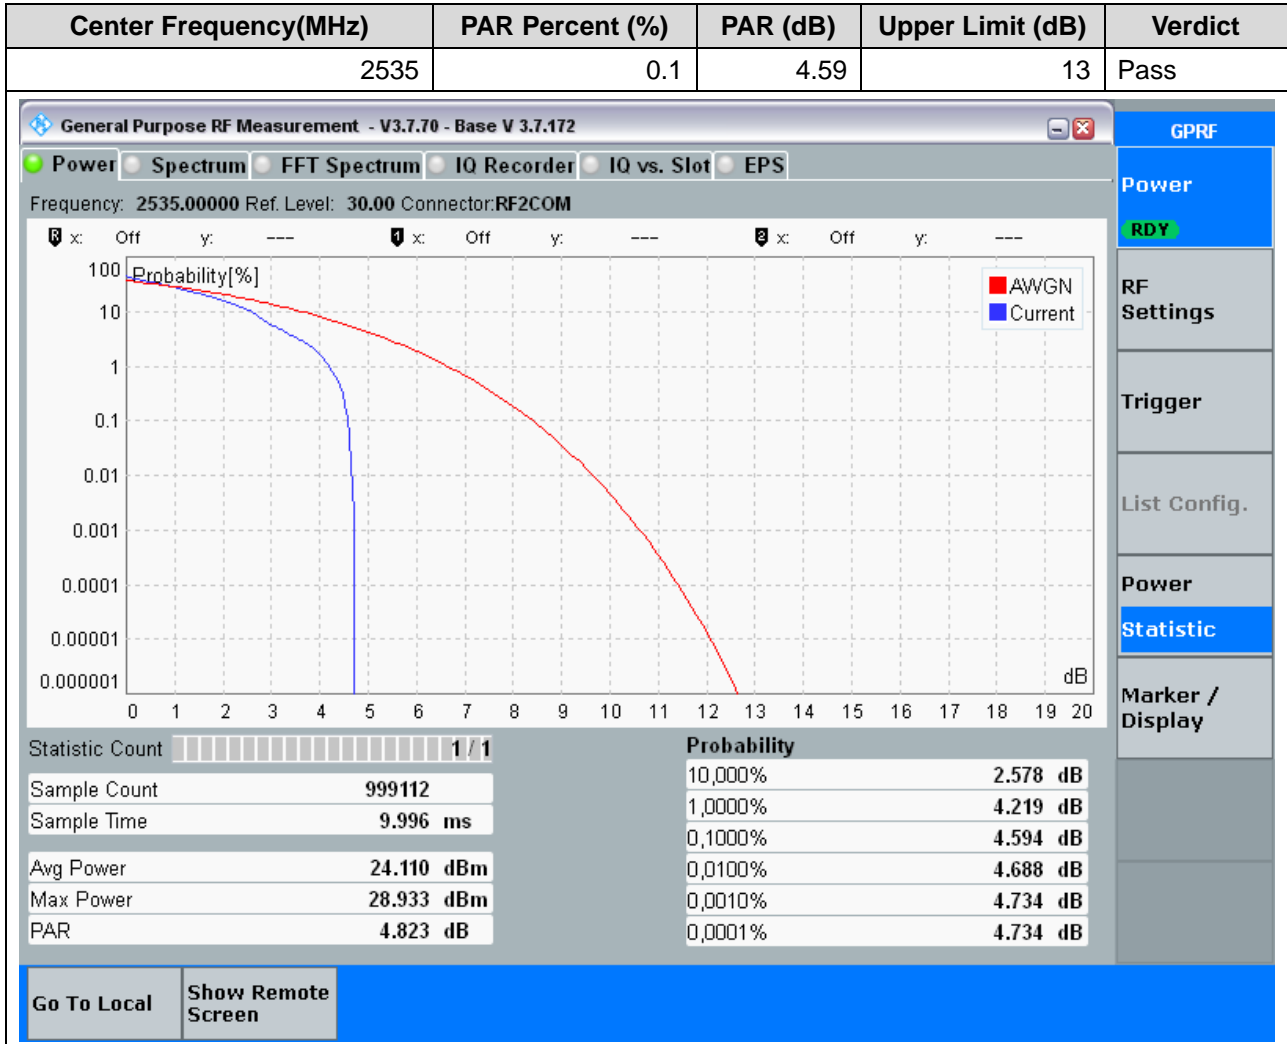 Center Frequency(MHz) PAR Percent (%) PAR (dB) Upper Limit (dB) Verdict
2535 0.1 4.59 13 Pass
General Purpose RF Measurement - V3.7.70 - Base V 3.7.172
GPRF
Power Spectrum FFT Spectrum IQ Recorder IQ vs. Slot EPS
Frequency: 2535.00000 Ref. Level: 30.00 Connector:RF2COM
R x: Off y: --- 1 x: Off y: --- 2 x: Off y: ---
Probability[%]
AWGN
Current
100
10
1
0.1
0.01
0.001
0.0001
0.00001
0.000001
dB
0 1 2 3 4 5 6 7 8 9 10 11 12 13 14 15 16 17 18 19 20
Statistic Count 1 / 1
Sample Count 999112
Sample Time 9.996 ms
Avg Power 24.110 dBm
Max Power 28.933 dBm
PAR 4.823 dB
Probability
10,000% 2.578 dB
1,0000% 4.219 dB
0,1000% 4.594 dB
0,0100% 4.688 dB
0,0010% 4.734 dB
0,0001% 4.734 dB
Power
RDY
RF
Settings
Trigger
List Config.
Power
Statistic
Marker /
Display
Go To Local
Show Remote
Screen